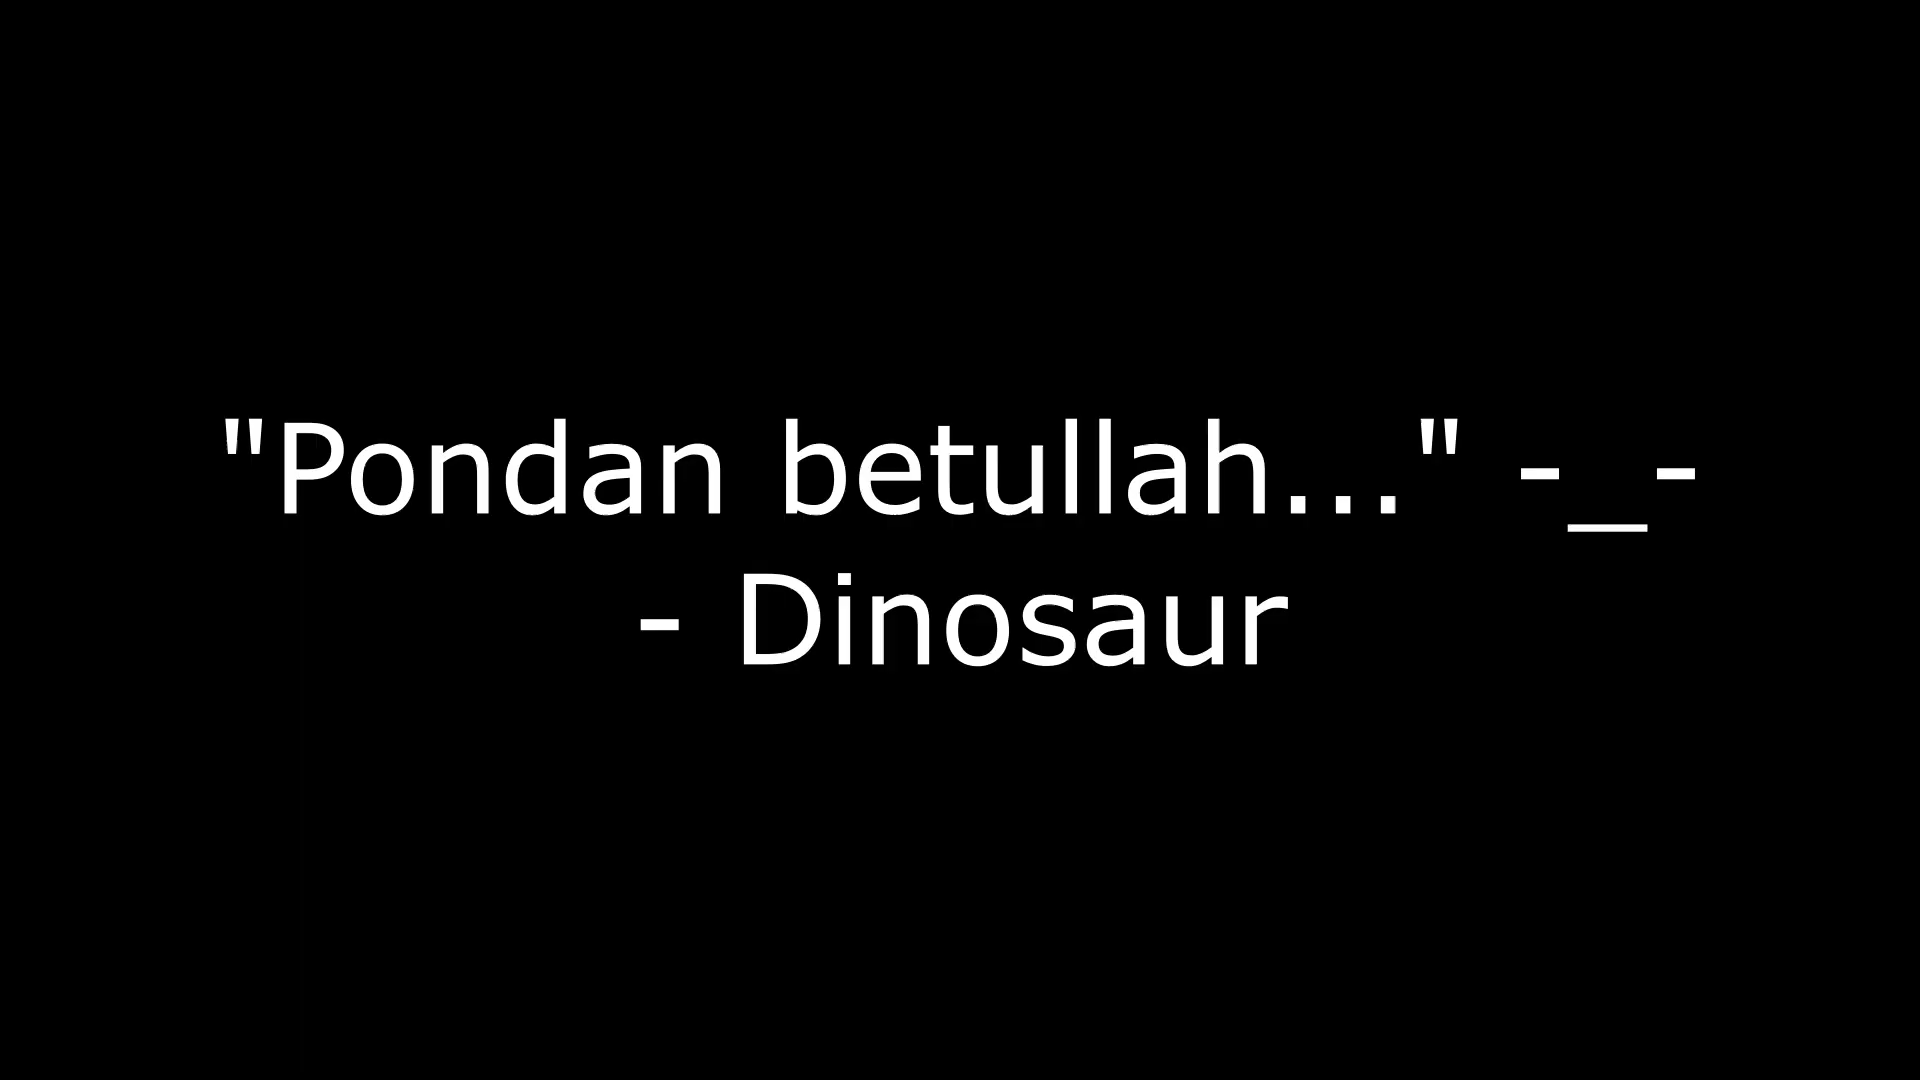 "Pondan betullah..." -_-
- Dinosaur